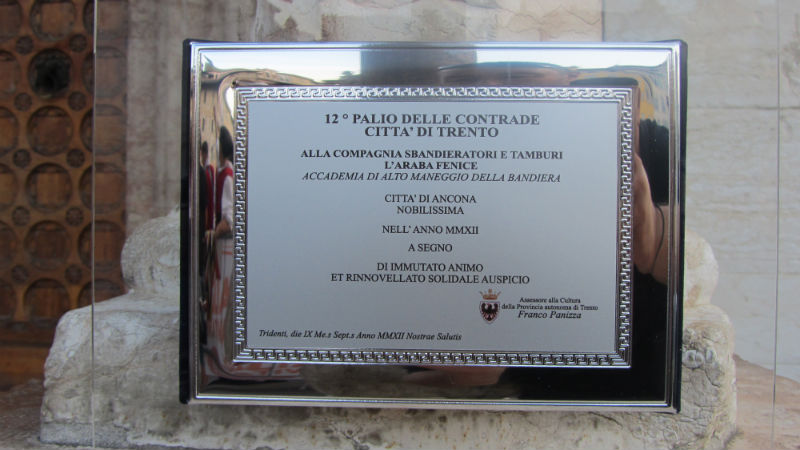 12 ° PALIO DELLE CONTRADE
CITTA' DI TRENTO
ALLA COMPAGNIA SBANDIERATORI E TAMBURI
L'ARABA FENICE
ACCADEMIA DI ALTO MANEGGIO DELLA BANDIERA
CITTA' DI ANCONA
NOBILISSIMA
NELL' ANNO MMXII
A SEGNO
DI IMMUTATO ANIMO
ET RINNOVELLATO SOLIDALE AUSPICIO
Assessore alla Cultura
della Provincia autonoma di Trento
Franco Panizza
Tridenti, die IX Me.s Sept.s Anno MMXII Nostrae Salutis